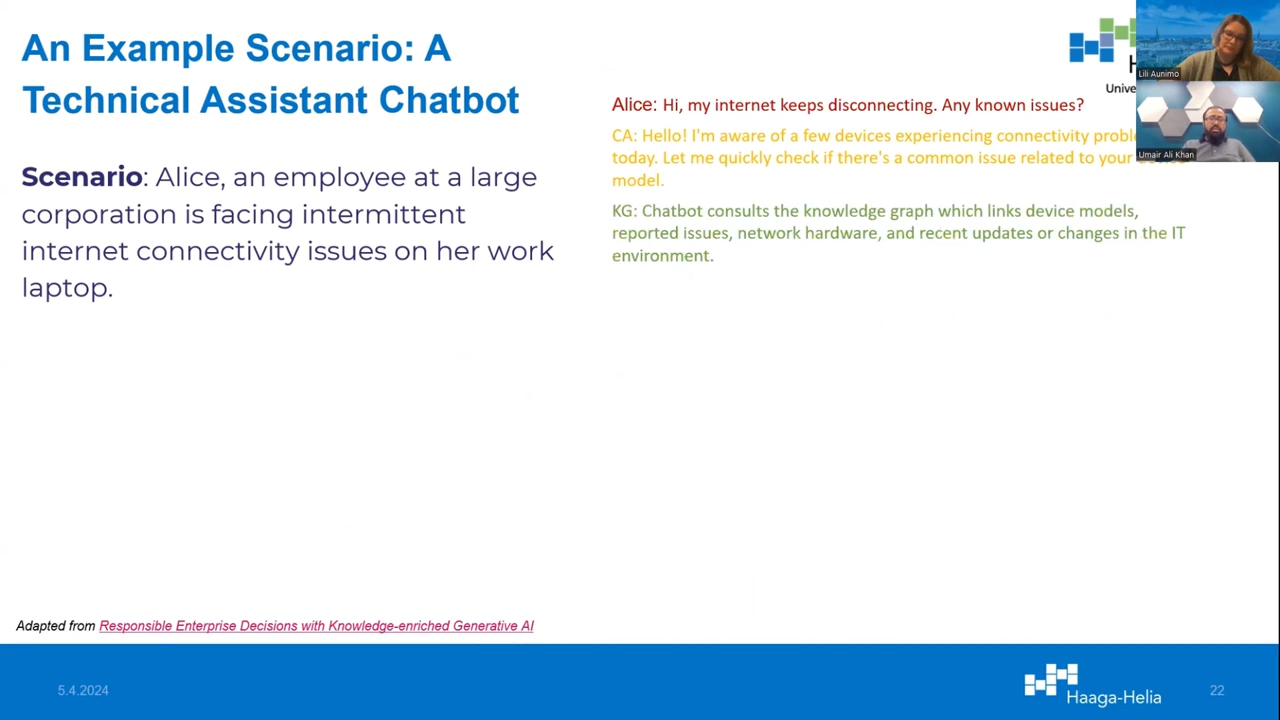 An Example Scenario: A
Technical Assistant Chatbot
Scenario: Alice, an employee at a large
corporation is facing intermittent
internet connectivity issues on her work
laptop.
Alice: Hi, my internet keeps disconnecting. Any known issues?
CA: Hello! I'm aware of a few devices experiencing connectivity
today. Let me quickly check if there's a common issue related to your
model.
KG: Chatbot consults the knowledge graph which links device models,
reported issues, network hardware, and recent updates or changes in the IT
environment.
Lili Aunimo
Umair Ali Khan
Adapted from Responsible Enterprise Decisions with Knowledge-enriched Generative AI
5.4.2024
Haaga-Helia
22